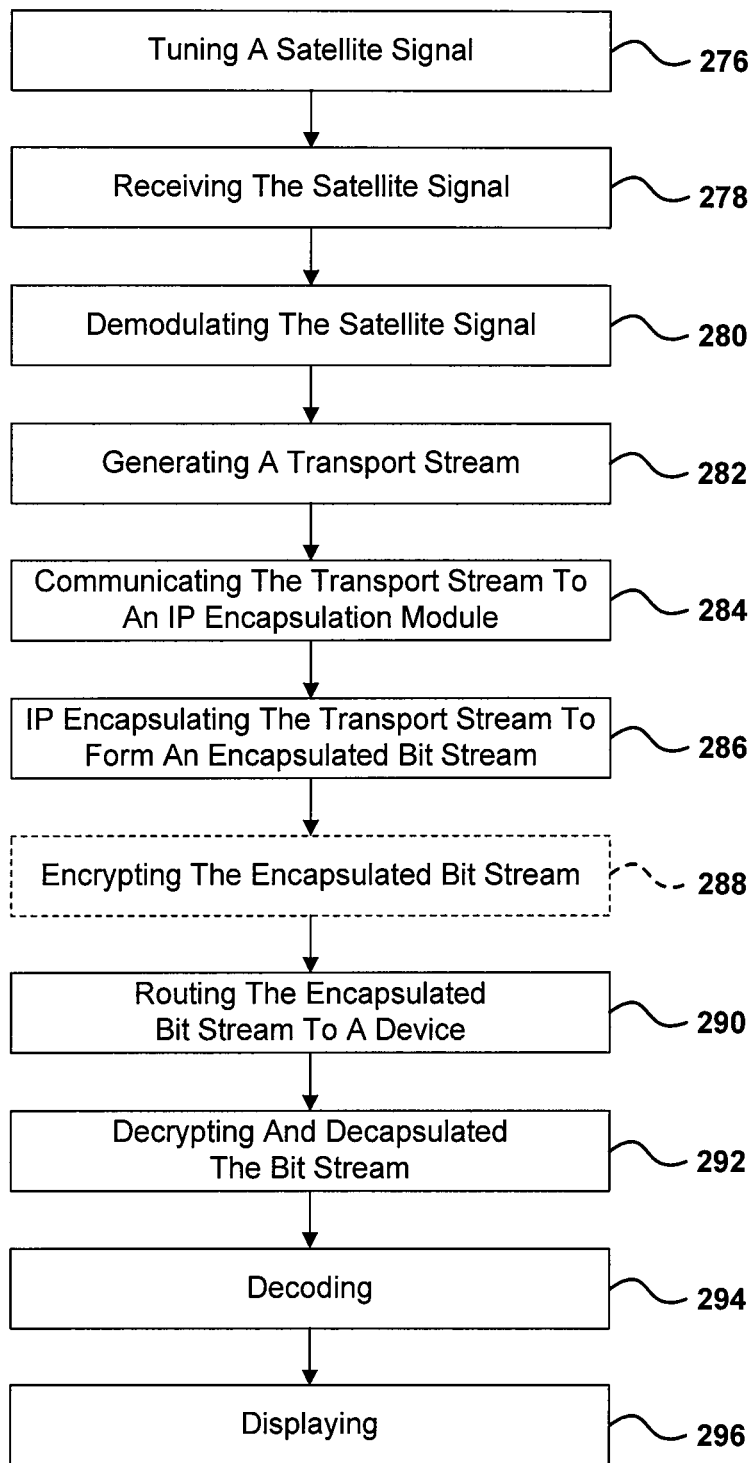 Tuning A Satellite Signal
276
Receiving The Satellite Signal
278
Demodulating The Satellite Signal
280
Generating A Transport Stream
282
Communicating The Transport Stream To
An IP Encapsulation Module
284
IP Encapsulating The Transport Stream To
Form An Encapsulated Bit Stream
286
Encrypting The Encapsulated Bit Stream
288
Routing The Encapsulated
Bit Stream To A Device
290
Decrypting And Decapsulated
The Bit Stream
292
Decoding
294
Displaying
296